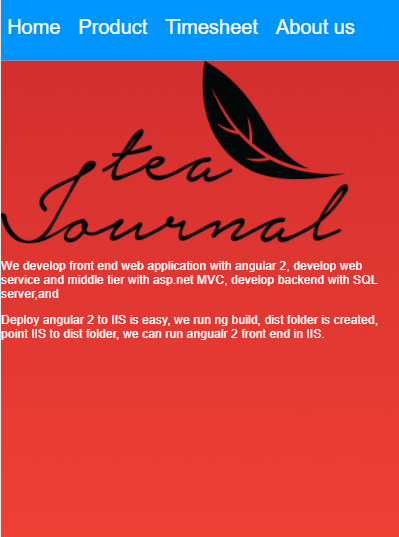 Home Product Timesheet About us
tea
Journal
We develop front end web application with angular 2, develop web
service and middle tier with asp.net MVC, develop backend with SQL
server,and
Deploy angular 2 to IIS is easy, we run ng build, dist folder is created,
point IIS to dist folder, we can run angualr 2 front end in IIS.